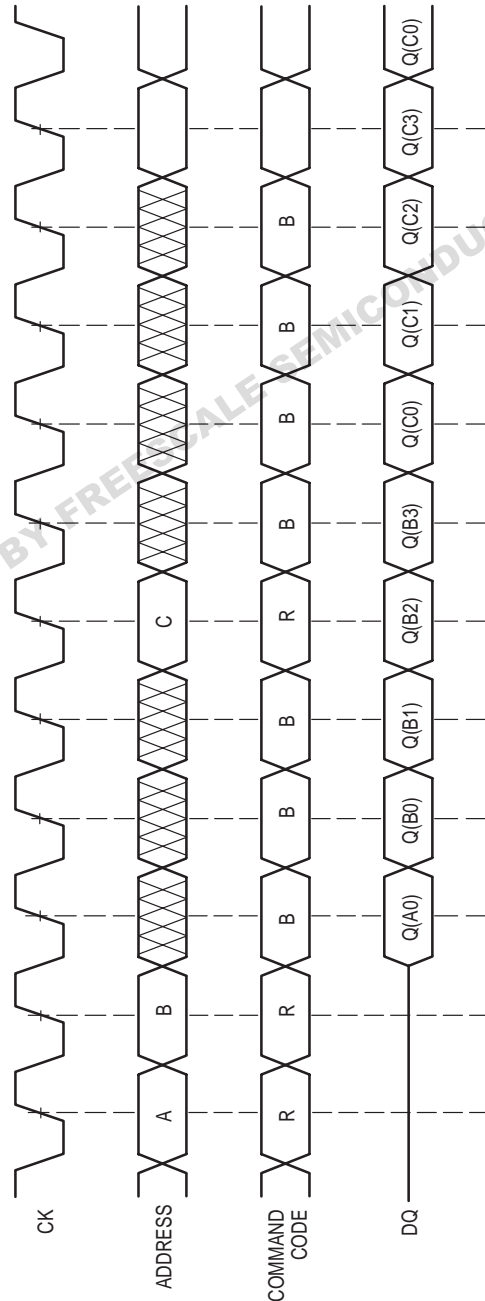 CK
ADDRESS
A
B
C
COMMAND
CODE
R
R
B
B
B
R
B
B
B
B
DQ
Q(A0)
Q(B0)
Q(B1)
Q(B2)
Q(B3)
Q(C0)
Q(C1)
Q(C2)
Q(C3)
Q(C0)
BY FREESCALE SEMICONDUC